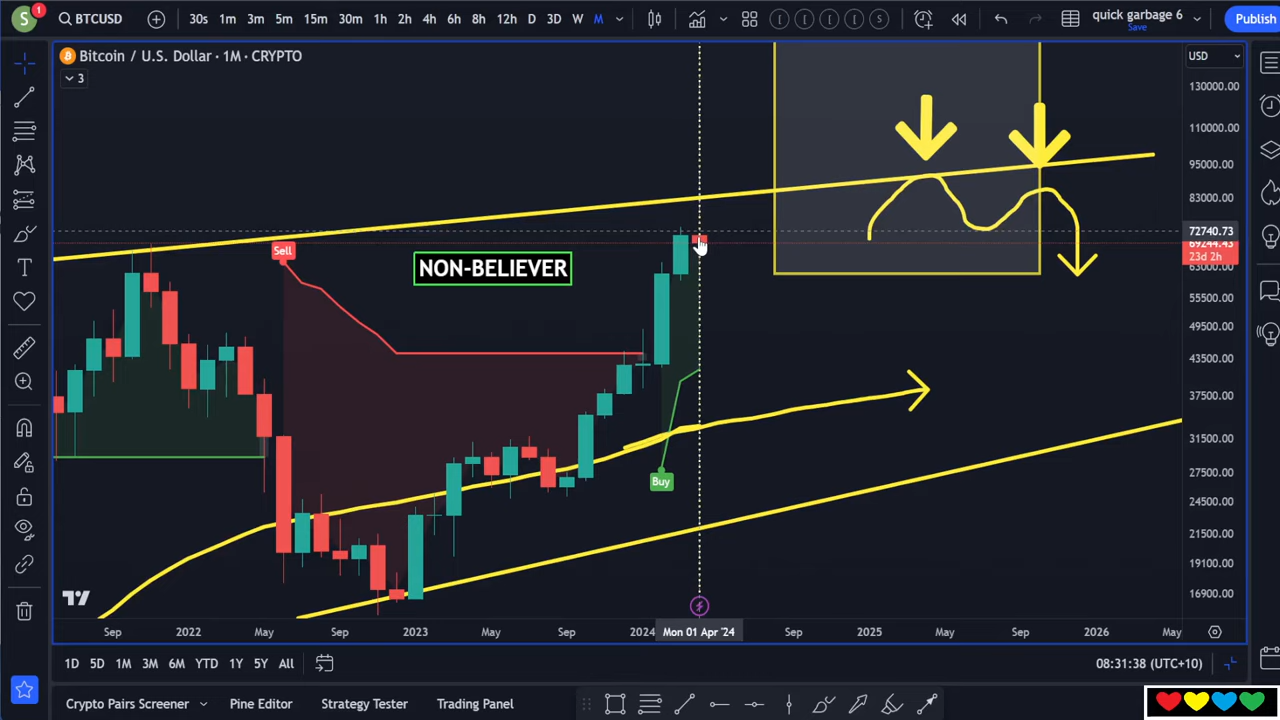 S 1 BTCUSD 30s 1m 3m 5m 15m 30m 1h 2h 4h 6h 8h 12h D 3D W M quick garbage 6 Save Publish
Bitcoin / U.S. Dollar · 1M · CRYPTO USD
3
130000.00
110000.00
95000.00
83000.00
72740.73
69244.43
23d 2h
63000.00
55500.00
49500.00
43500.00
37500.00
31500.00
27500.00
24500.00
21500.00
19100.00
16900.00
Sell
NON-BELIEVER
Buy
Sep 2022 May Sep 2023 May Sep 2024 Mon 01 Apr '24 Sep 2025 May Sep 2026 May
1D 5D 1M 3M 6M YTD 1Y 5Y All 08:31:38 (UTC+10)
Crypto Pairs Screener Pine Editor Strategy Tester Trading Panel